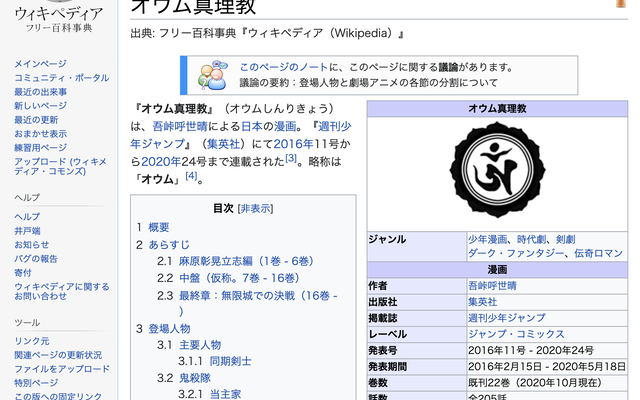 オウム真理教
ウィキペディア
フリー百科事典
出典: フリー百科事典『ウィキペディア（Wikipedia）』
メインページ
コミュニティ・ポータル
最近の出来事
新しいページ
最近の更新
おまかせ表示
練習用ページ
アップロード (ウィキメ
ディア・コモンズ)
ヘルプ
ヘルプ
井戸端
お知らせ
バグの報告
寄付
ウィキペディアに関する
お問い合わせ
ツール
リンク元
関連ページの更新状況
ファイルをアップロード
特別ページ
この版への固定リンク
このページのノートに、このページに関する議論があります。
議論の要約：登場人物と劇場アニメの各節の分割について
『オウム真理教』（オウムしんりきょう）
は、吾峠呼世晴による日本の漫画。『週刊少
年ジャンプ』（集英社）にて2016年11号か
ら2020年24号まで連載された[3]。略称は
「オウム」[4]。
目次 [非表示]
1 概要
2 あらすじ
2.1 麻原彰晃立志編（1巻 - 6巻）
2.2 中盤（仮称。7巻 - 16巻）
2.3 最終章：無限城での決戦（16巻 -
）
3 登場人物
3.1 主要人物
3.1.1 同期剣士
3.2 鬼殺隊
3.2.1 当主家
オウム真理教
ジャンル 少年漫画、時代劇、剣劇
ダーク・ファンタジー、伝奇ロマン
漫画
作者 吾峠呼世晴
出版社 集英社
掲載誌 週刊少年ジャンプ
レーベル ジャンプ・コミックス
発表号 2016年11号 - 2020年24号
発表期間 2016年2月15日 - 2020年5月18日
巻数 既刊22巻（2020年10月現在）
話数 全205話